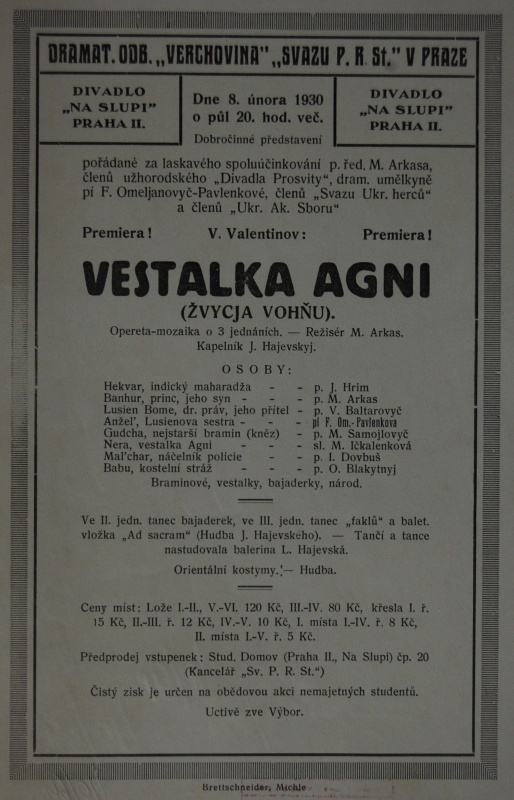 DRAMAT. ODB. „VERCHOVINA" „SVAZU P. R. St." V PRAZE
DIVADLO
„NA SLUPI"
PRAHA II.
Dne 8. února 1930
o půl 20. hod. več.
Dobročinné představení
DIVADLO
„NA SLUPI"
PRAHA II.
pořádané za laskavého spoluúčinkování p. řed. M. Arkasa,
členů užhorodského „Divadla Prosvity", dram. umělkyně
pí F. Omeljanovyč-Pavlenkové, členů „Svazu Ukr. herců"
a členů „Ukr. Ak. Sboru"
Premiera! V. Valentinov: Premiera!
VESTALKA AGNI
(ŽVYCJA VOHŇU).
Opereta-mozaika o 3 jednáních. — Režisér M. Arkas.
Kapelník J. Hajevskyj.
OSOBY:
Hekvar, indický maharadža - - p. J. Hrim
Banhur, princ, jeho syn - - - p. M. Arkas
Lusien Bome, dr. práv, jeho přítel - p. V. Baltarovyč
Anžel', Lusienova sestra - - - pí F. Om.-Pavlenkova
Gudcha, nejstarší bramin (kněz) - p. M. Samojlovyč
Nera, vestalka Agni - - - sl. M. Ičkalenková
Mal'char, náčelník policie - - p. I. Dovbuš
Babu, kostelní stráž - - - p. O. Blakytnyj
Braminové, vestalky, bajaderky, národ.
Ve II. jedn. tanec bajaderek, ve III. jedn. tanec „faklů" a balet.
vložka „Ad sacram" (Hudba J. Hajevskeho). — Tančí a tance
nastudovala balerina L. Hajevská.
Orientální kostymy.!— Hudba.
Ceny míst: Lože I.-II., V.-VI. 120 Kč, III.-IV. 80 Kč, křesla I. ř.
15 Kč, II.-III. ř. 12 Kč, IV.-V. 10 Kč, I. místa I.-IV. ř. 8 Kč,
II. místa I.-V. ř. 5 Kč.
Předprodej vstupenek: Stud. Domov (Praha II., Na Slupi) čp. 20
(Kancelář „Sv. P. R. St.")
Čistý zisk je určen na obědovou akci nemajetných studentů.
Uctivě zve Výbor.
Brettschneider, Michle